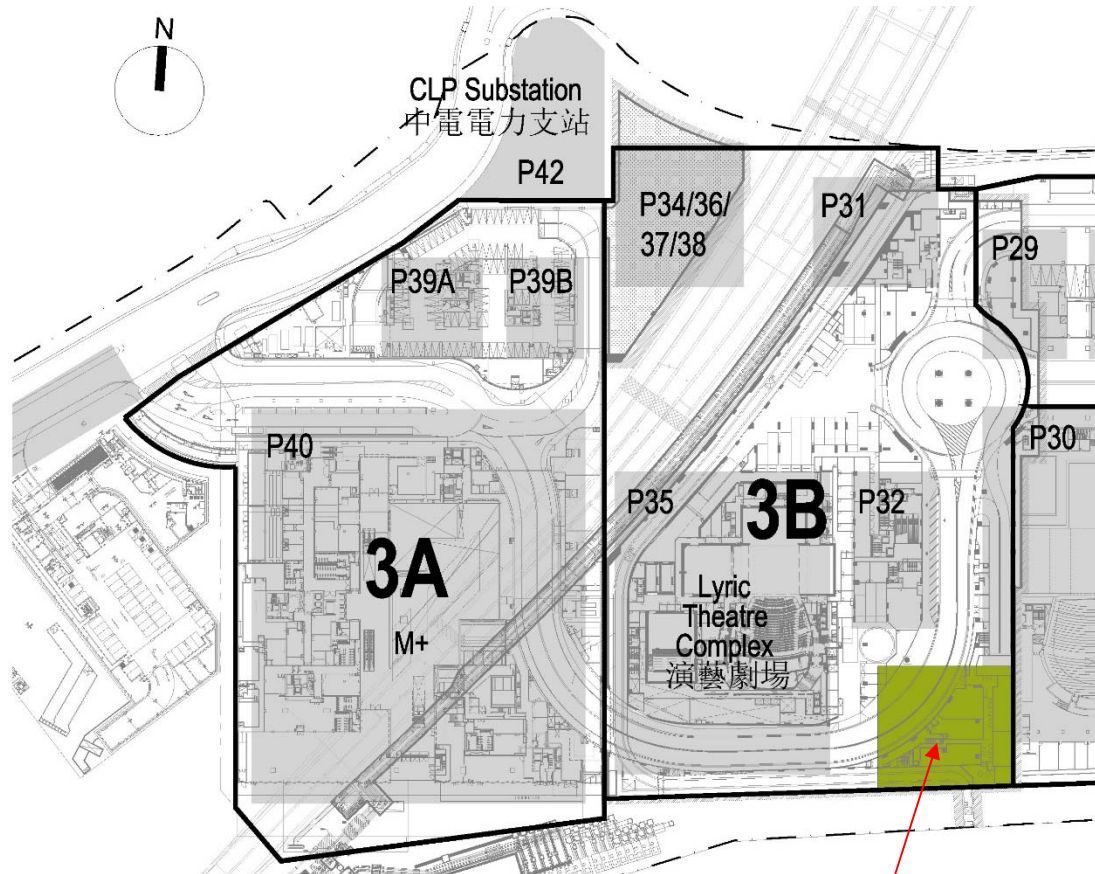 N
CLP Substation
中電電力支站
P42
P34/36/
37/38
P31
P29
P39A
P39B
P40
P30
P35
3B
P32
3A
Lyric
Theatre
Complex
演藝劇場
M+